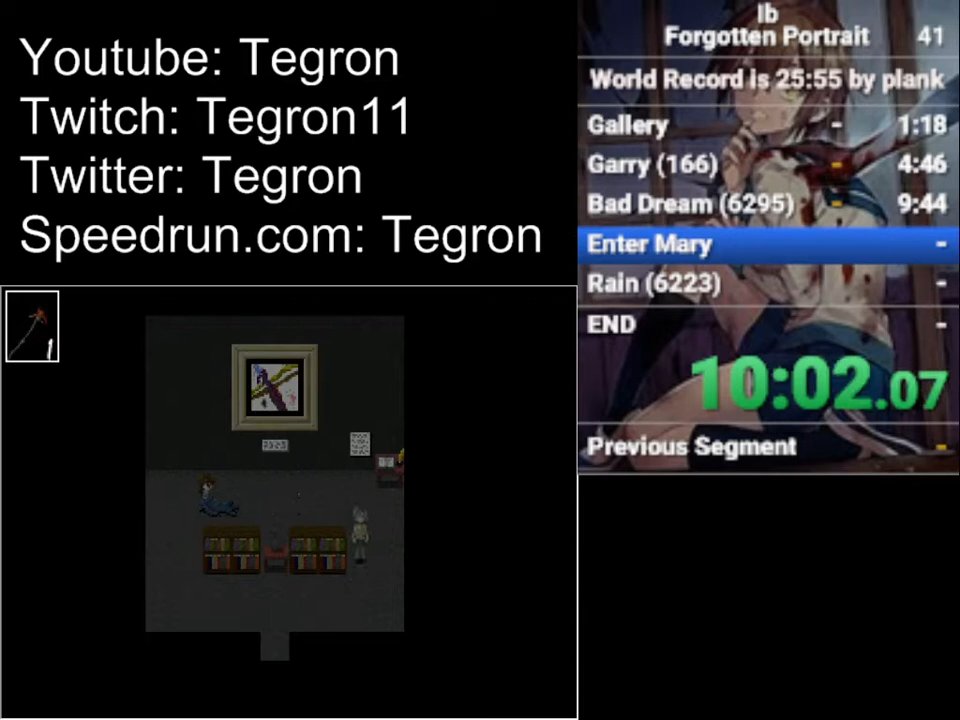 Youtube: Tegron
Twitch: Tegron11
Twitter: Tegron
Speedrun.com: Tegron
Ib
Forgotten Portrait 41
World Record is 25:55 by plank
Gallery - 1:18
Garry (166) - 4:46
Bad Dream (6295) - 9:44
Enter Mary -
Rain (6223) -
END -
10:02.07
Previous Segment -
1